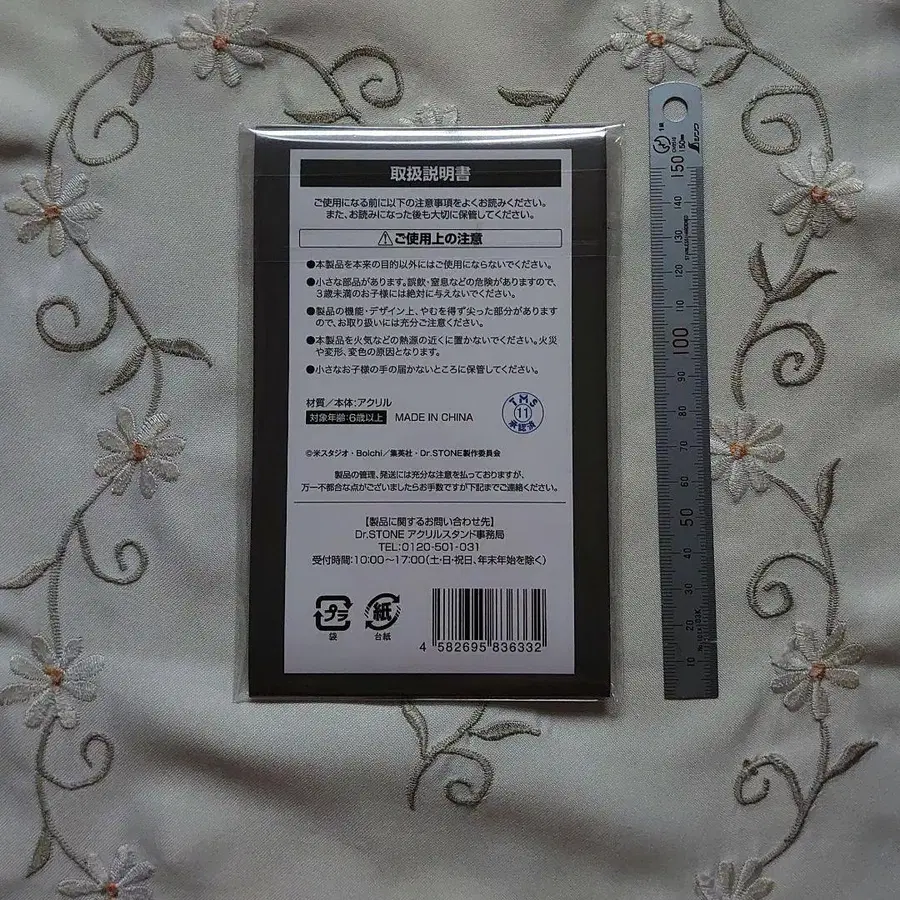 取扱説明書
ご使用になる前に以下の注意事項をよくお読みください。
また、お読みになった後も大切に保管してください。
⚠ご使用上の注意
●本製品を本来の目的以外にはご使用にならないでください。
●小さな部品があります。誤飲・窒息などの危険がありますので、
3歳未満のお子様には絶対に与えないでください。
●製品の機能・デザイン上、やむを得ず尖った部分があります
ので、お取り扱いには充分ご注意ください。
●本製品を火気などの熱源の近くに置かないでください。火災
や変形、変色の原因となります。
●小さなお子様の手の届かないところに保管してください。
材質/本体:アクリル
対象年齢:6歳以上 MADE IN CHINA
TMS
11
承認済
©米スタジオ・Boichi/集英社・Dr.STONE製作委員会
製品の管理、発送には充分な注意を払っておりますが、
万一不都合な点がございましたらお手数ですが下記までご連絡ください。
【製品に関するお問い合わせ先】
Dr.STONE アクリルスタンド事務局
TEL:0120-501-031
受付時間:10:00～17:00(土・日・祝日、年末年始を除く)
プラ
袋
紙
台紙
4 582695 836332
150
140
130
120
110
100
90
80
70
60
50
40
30
20
10